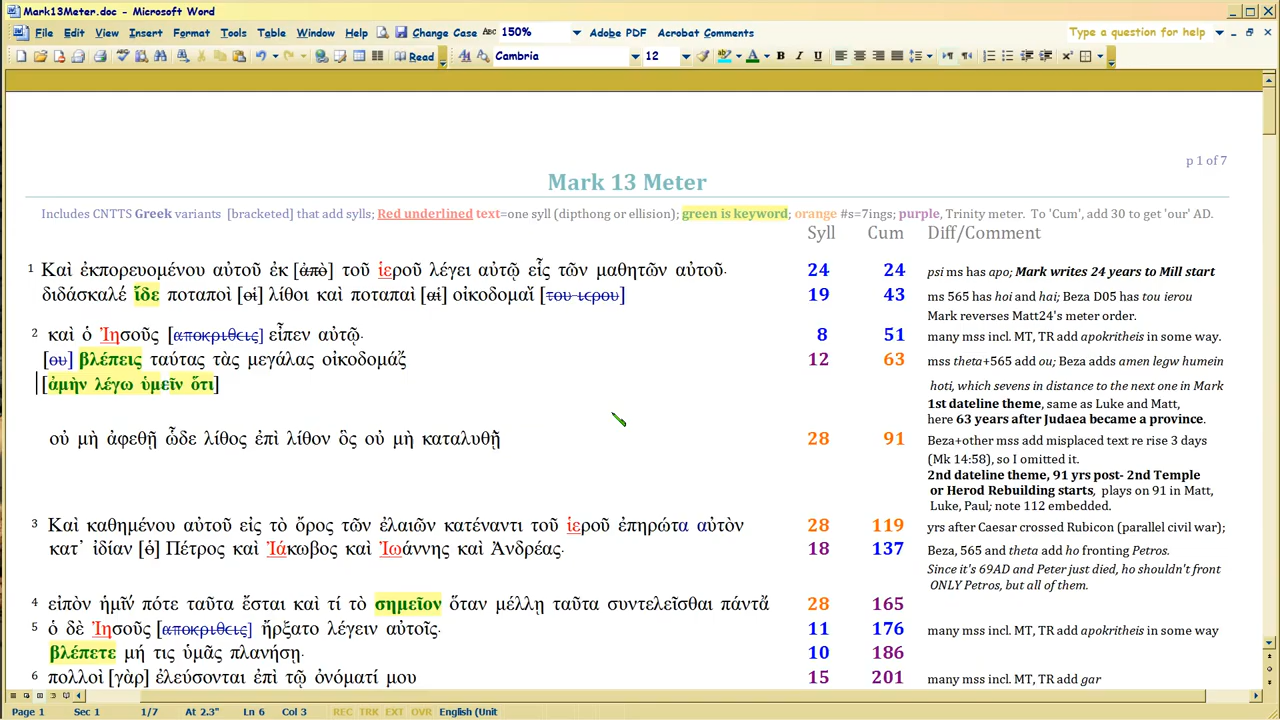 Mark13Meter.doc - Microsoft Word
File Edit View Insert Format Tools Table Window Help Change Case 150% Adobe PDF Acrobat Comments Type a question for help
Read Cambria 12 B I U
p 1 of 7
Mark 13 Meter
Includes CNTTS Greek variants [bracketed] that add sylls; Red underlined text=one syll (dipthong or ellision); green is keyword; orange #s=7ings; purple, Trinity meter. To 'Cum', add 30 to get 'our' AD.
Syll Cum Diff/Comment
1 Καὶ ἐκπορευομένου αὐτοῦ ἐκ [ἀπὸ] τοῦ ἱεροῦ λέγει αὐτῷ εἷς τῶν μαθητῶν αὐτοῦ· 24 24 psi ms has apo; Mark writes 24 years to Mill start
διδάσκαλέ ἴδε ποταποὶ [οἱ] λίθοι καὶ ποταπαὶ [αἱ] οἰκοδομαΐ [του ιερου] 19 43 ms 565 has hoi and hai; Beza D05 has tou ierou
Mark reverses Matt24's meter order.
2 καὶ ὁ Ἰησοῦς [αποκριθεις] εἶπεν αὐτῷ· 8 51 many mss incl. MT, TR add apokritheis in some way.
[ου] βλέπεις ταύτας τὰς μεγάλας οἰκοδομάς 12 63 mss theta+565 add ou; Beza adds amen legw humein
[ἀμὴν λέγω ὑμεῖν ὅτι] hoti, which sevens in distance to the next one in Mark
1st dateline theme, same as Luke and Matt,
here 63 years after Judaea became a province.
οὐ μὴ ἀφεθῇ ὧδε λίθος ἐπὶ λίθον ὃς οὐ μὴ καταλυθῇ 28 91 Beza+other mss add misplaced text re rise 3 days
(Mk 14:58), so I omitted it.
2nd dateline theme, 91 yrs post- 2nd Temple
or Herod Rebuilding starts, plays on 91 in Matt,
Luke, Paul; note 112 embedded.
3 Καὶ καθημένου αὐτοῦ εἰς τὸ ὄρος τῶν ἐλαιῶν κατέναντι τοῦ ἱεροῦ ἐπηρώτα αὐτὸν 28 119 yrs after Caesar crossed Rubicon (parallel civil war);
κατ᾽ ἰδίαν [ὁ] Πέτρος καὶ Ἰάκωβος καὶ Ἰωάννης καὶ Ἀνδρέας· 18 137 Beza, 565 and theta add ho fronting Petros.
Since it's 69AD and Peter just died, ho shouldn't front
ONLY Petros, but all of them.
4 εἰπὸν ἡμῖν πότε ταῦτα ἔσται καὶ τί τὸ σημεῖον ὅταν μέλλῃ ταῦτα συντελεῖσθαι πάντα 28 165
5 ὁ δὲ Ἰησοῦς [αποκριθεις] ἤρξατο λέγειν αὐτοῖς· 11 176 many mss incl. MT, TR add apokritheis in some way
βλέπετε μή τις ὑμᾶς πλανήσῃ· 10 186
6 πολλοὶ [γὰρ] ἐλεύσονται ἐπὶ τῷ ὀνόματί μου 15 201 many mss incl. MT, TR add gar
Page 1 Sec 1 1/7 At 2.3" Ln 6 Col 3 REC TRK EXT OVR English (Unit